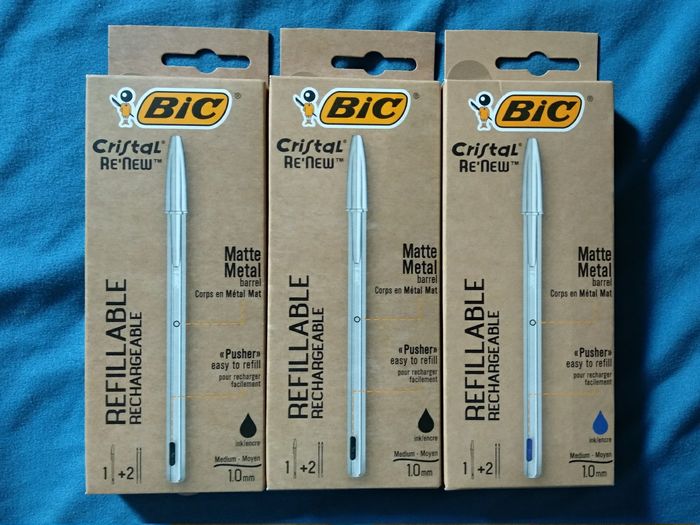 BiC®
Cristal®
Re'New™
Matte
Metal
barrel
Corps en Métal Mat
REFILLABLE
RECHARGEABLE
«Pusher»
easy to refill
pour recharger
facilement
ink/encre
1 +2
Medium - Moyen
1.0mm
BiC®
Cristal®
Re'New™
Matte
Metal
barrel
Corps en Métal Mat
REFILLABLE
RECHARGEABLE
«Pusher»
easy to refill
pour recharger
facilement
ink/encre
1 +2
Medium - Moyen
1.0mm
BiC®
Cristal®
Re'New™
Matte
Metal
barrel
Corps en Métal Mat
REFILLABLE
RECHARGEABLE
«Pusher»
easy to refill
pour recharger
facilement
ink/encre
1 +2
Medium - Moyen
1.0mm